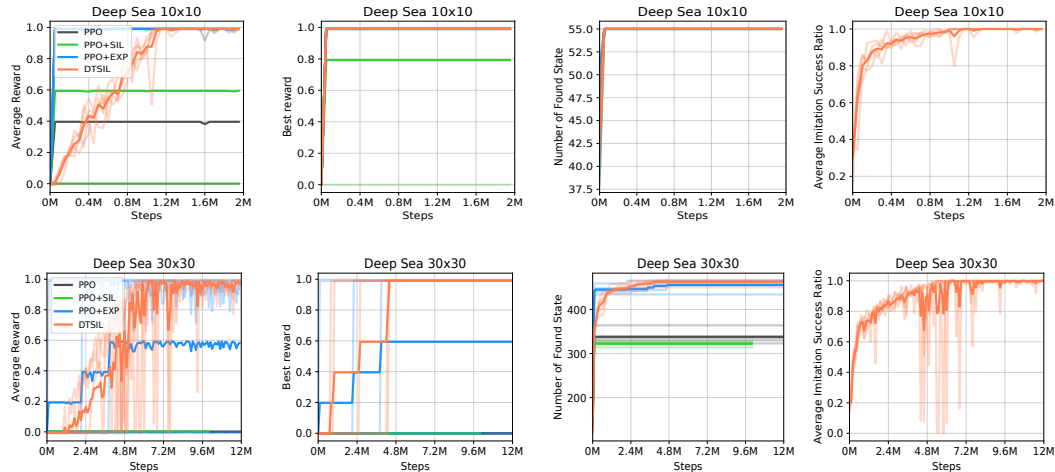 Deep Sea 10x10
Average Reward
1.0
0.8
0.6
0.4
0.2
0.0
PPO
PPO+SIL
PPO+EXP
DTSIL
0M 0.4M 0.8M 1.2M 1.6M 2M
Steps
Deep Sea 10x10
Best reward
1.0
0.8
0.6
0.4
0.2
0.0
0M 0.4M 0.8M 1.2M 1.6M 2M
Steps
Deep Sea 10x10
Number of Found State
55.0
52.5
50.0
47.5
45.0
42.5
40.0
37.5
0M 0.4M 0.8M 1.2M 1.6M 2M
Steps
Deep Sea 10x10
Average Imitation Success Ratio
1.0
0.8
0.6
0.4
0.2
0M 0.4M 0.8M 1.2M 1.6M 2M
Steps
Deep Sea 30x30
Average Reward
1.0
0.8
0.6
0.4
0.2
0.0
PPO
PPO+SIL
PPO+EXP
DTSIL
0M 2.4M 4.8M 7.2M 9.6M 12M
Steps
Deep Sea 30x30
Best reward
1.0
0.8
0.6
0.4
0.2
0.0
0M 2.4M 4.8M 7.2M 9.6M 12M
Steps
Deep Sea 30x30
Number of Found State
400
300
200
100
0M 2.4M 4.8M 7.2M 9.6M 12M
Steps
Deep Sea 30x30
Average Imitation Success Ratio
1.0
0.8
0.6
0.4
0.2
0.0
0M 2.4M 4.8M 7.2M 9.6M 12M
Steps